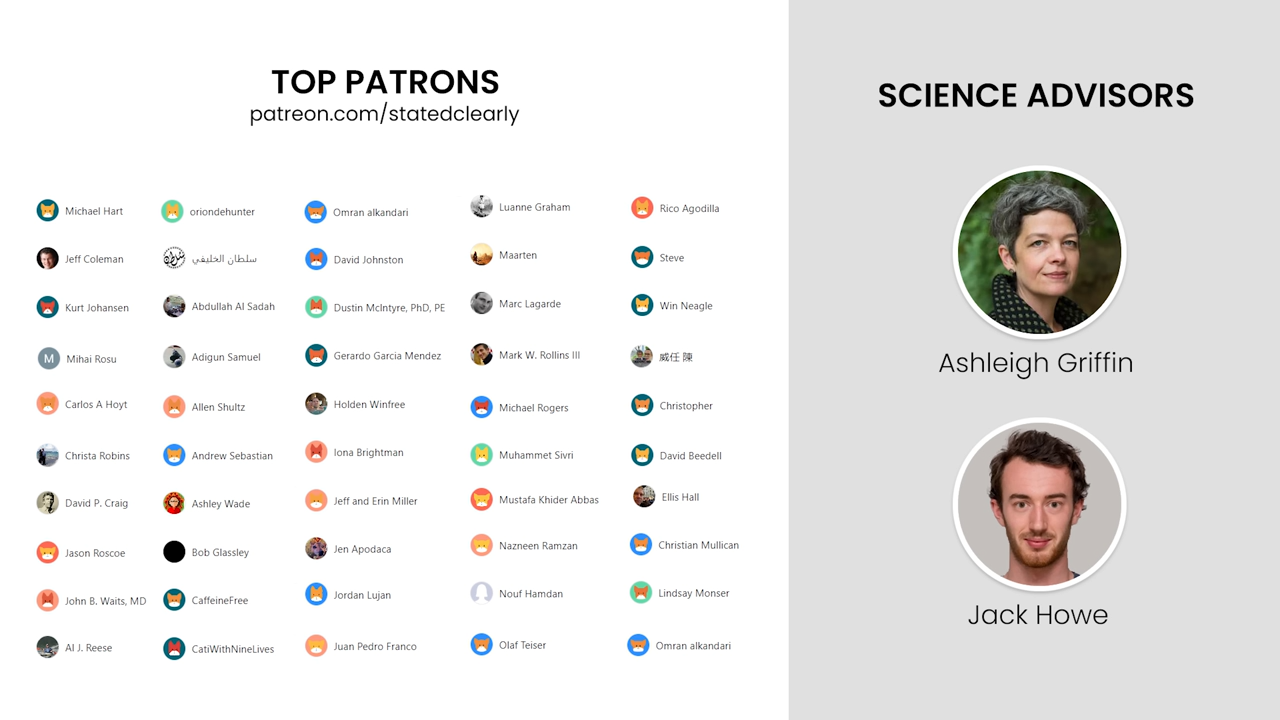 TOP PATRONS
patreon.com/statedclearly
Michael Hart
Jeff Coleman
Kurt Johansen
M
Mihai Rosu
Carlos A Hoyt
Christa Robins
David P. Craig
Jason Roscoe
John B. Waits, MD
Al J. Reese
oriondehunter
سلطان الخليفي
Abdullah Al Sadah
Adigun Samuel
Allen Shultz
Andrew Sebastian
Ashley Wade
Bob Glassley
CaffeineFree
CatiWithNineLives
Omran alkandari
David Johnston
Dustin McIntyre, PhD, PE
Gerardo Garcia Mendez
Holden Winfree
Iona Brightman
Jeff and Erin Miller
Jen Apodaca
Jordan Lujan
Juan Pedro Franco
Luanne Graham
Maarten
Marc Lagarde
Mark W. Rollins III
Michael Rogers
Muhammet Sivri
Mustafa Khider Abbas
Nazneen Ramzan
Nouf Hamdan
Olaf Teiser
Rico Agodilla
Steve
Win Neagle
威任 陳
Christopher
David Beedell
Ellis Hall
Christian Mullican
Lindsay Monser
Omran alkandari
SCIENCE ADVISORS
Ashleigh Griffin
Jack Howe